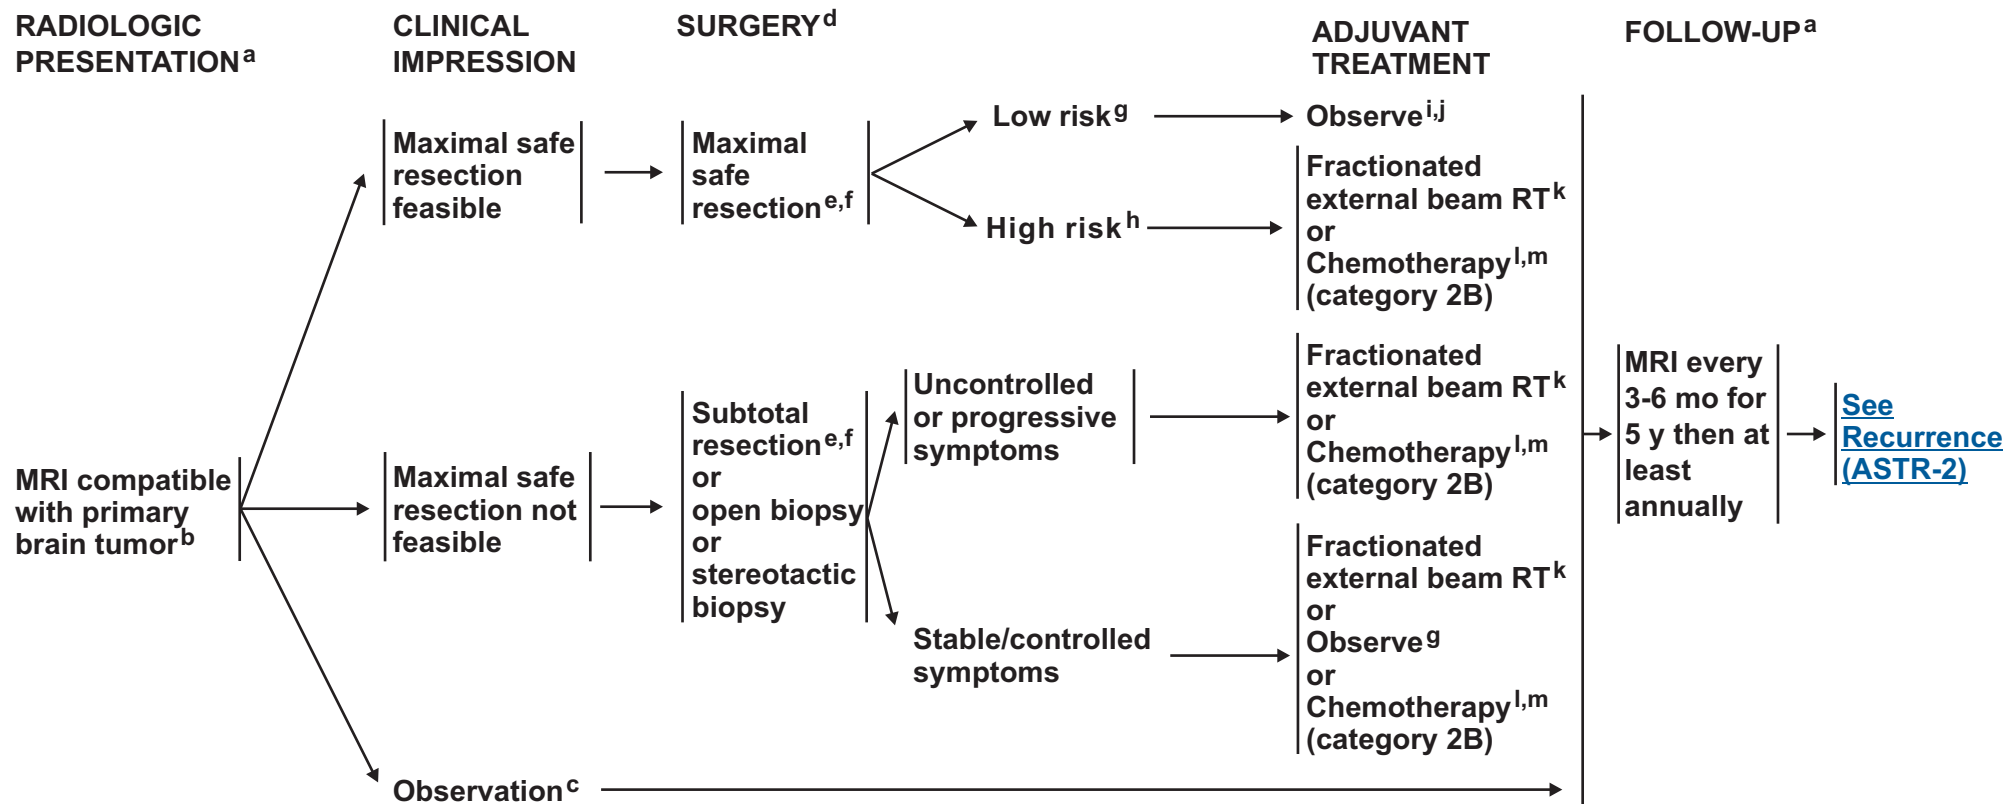 RADIOLOGIC
PRESENTATIONa
CLINICAL
IMPRESSION
SURGERYd
ADJUVANT
TREATMENT
FOLLOW-UPa
MRI compatible
with primary
brain tumorb
Maximal safe
resection
feasible
Maximal
safe
resectione,f
Low riskg
Observei,j
High riskh
Fractionated
external beam RTk
or
Chemotherapyl,m
(category 2B)
Maximal safe
resection not
feasible
Subtotal
resectione,f
or
open biopsy
or
stereotactic
biopsy
Uncontrolled
or progressive
symptoms
Fractionated
external beam RTk
or
Chemotherapyl,m
(category 2B)
Stable/controlled
symptoms
Fractionated
external beam RTk
or
Observeg
or
Chemotherapyl,m
(category 2B)
Observationc
MRI every
3-6 mo for
5 y then at
least
annually
See
Recurrence
(ASTR-2)